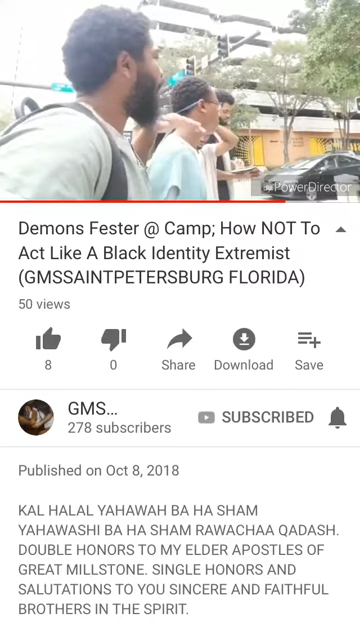 by PowerDirector
Demons Fester @ Camp; How NOT To
Act Like A Black Identity Extremist
(GMSSAINTPETERSBURG FLORIDA)
50 views
8
0
Share
Download
Save
GMS...
278 subscribers
SUBSCRIBED
Published on Oct 8, 2018
KAL HALAL YAHAWAH BA HA SHAM
YAHAWASHI BA HA SHAM RAWACHAA QADASH.
DOUBLE HONORS TO MY ELDER APOSTLES OF
GREAT MILLSTONE. SINGLE HONORS AND
SALUTATIONS TO YOU SINCERE AND FAITHFUL
BROTHERS IN THE SPIRIT.